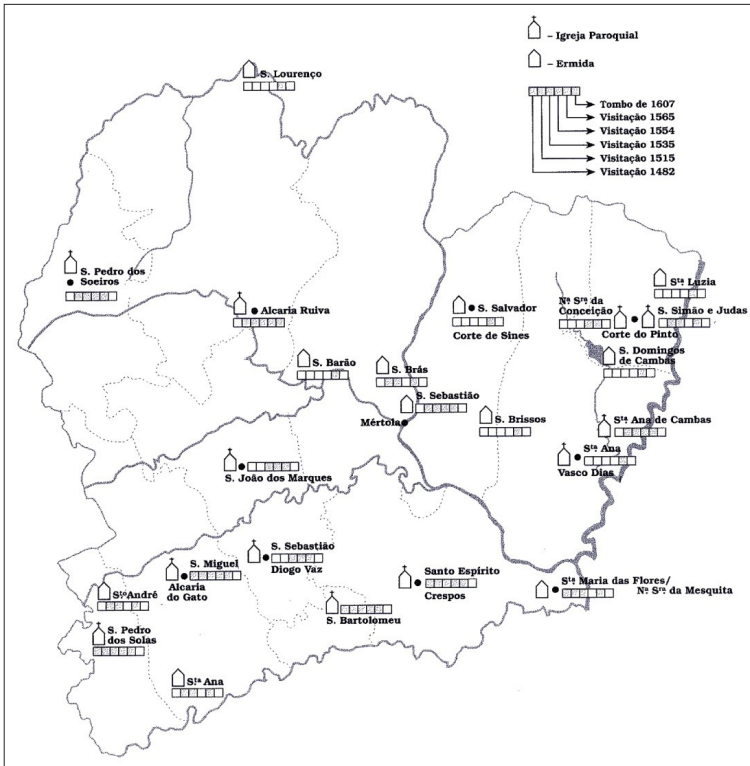 – Igreja Paroquial
– Ermida
Tombo de 1607
Visitação 1565
Visitação 1554
Visitação 1535
Visitação 1515
Visitação 1482
S. Lourenço
S. Pedro dos
Soeiros
Alcaria Ruiva
S. Salvador
Corte de Sines
Nª Srª da
Conceição
Stª Luzia
S. Simão e Judas
Corte do Pinto
S. Domingos
de Cambas
S. Barão
S. Brás
S. Sebastião
Mértola
S. Brissos
Stª Ana de Cambas
Stª Ana
Vasco Dias
S. João dos Marques
S. Sebastião
Diogo Vaz
S. Miguel
Alcaria
do Gato
Santo Espírito
Crespos
Stª Maria das Flores/
Nª Srª da Mesquita
Stº André
S. Bartolomeu
S. Pedro
dos Solas
Stª Ana